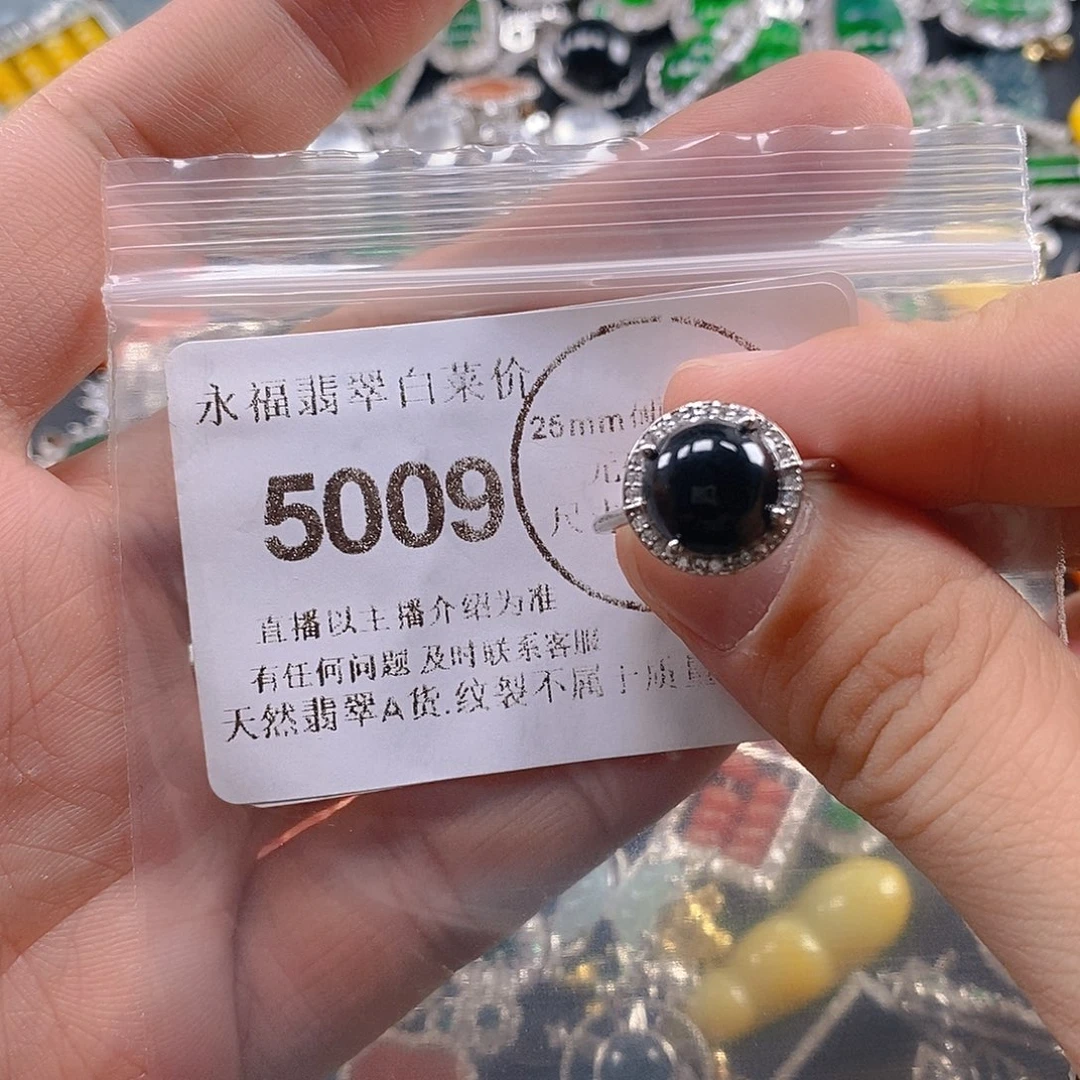 永福翡翠白菜价
25mm
5009
直播以主播介绍为准
有任何问题 及时联系客服
天然翡翠A货.纹裂不属于质量